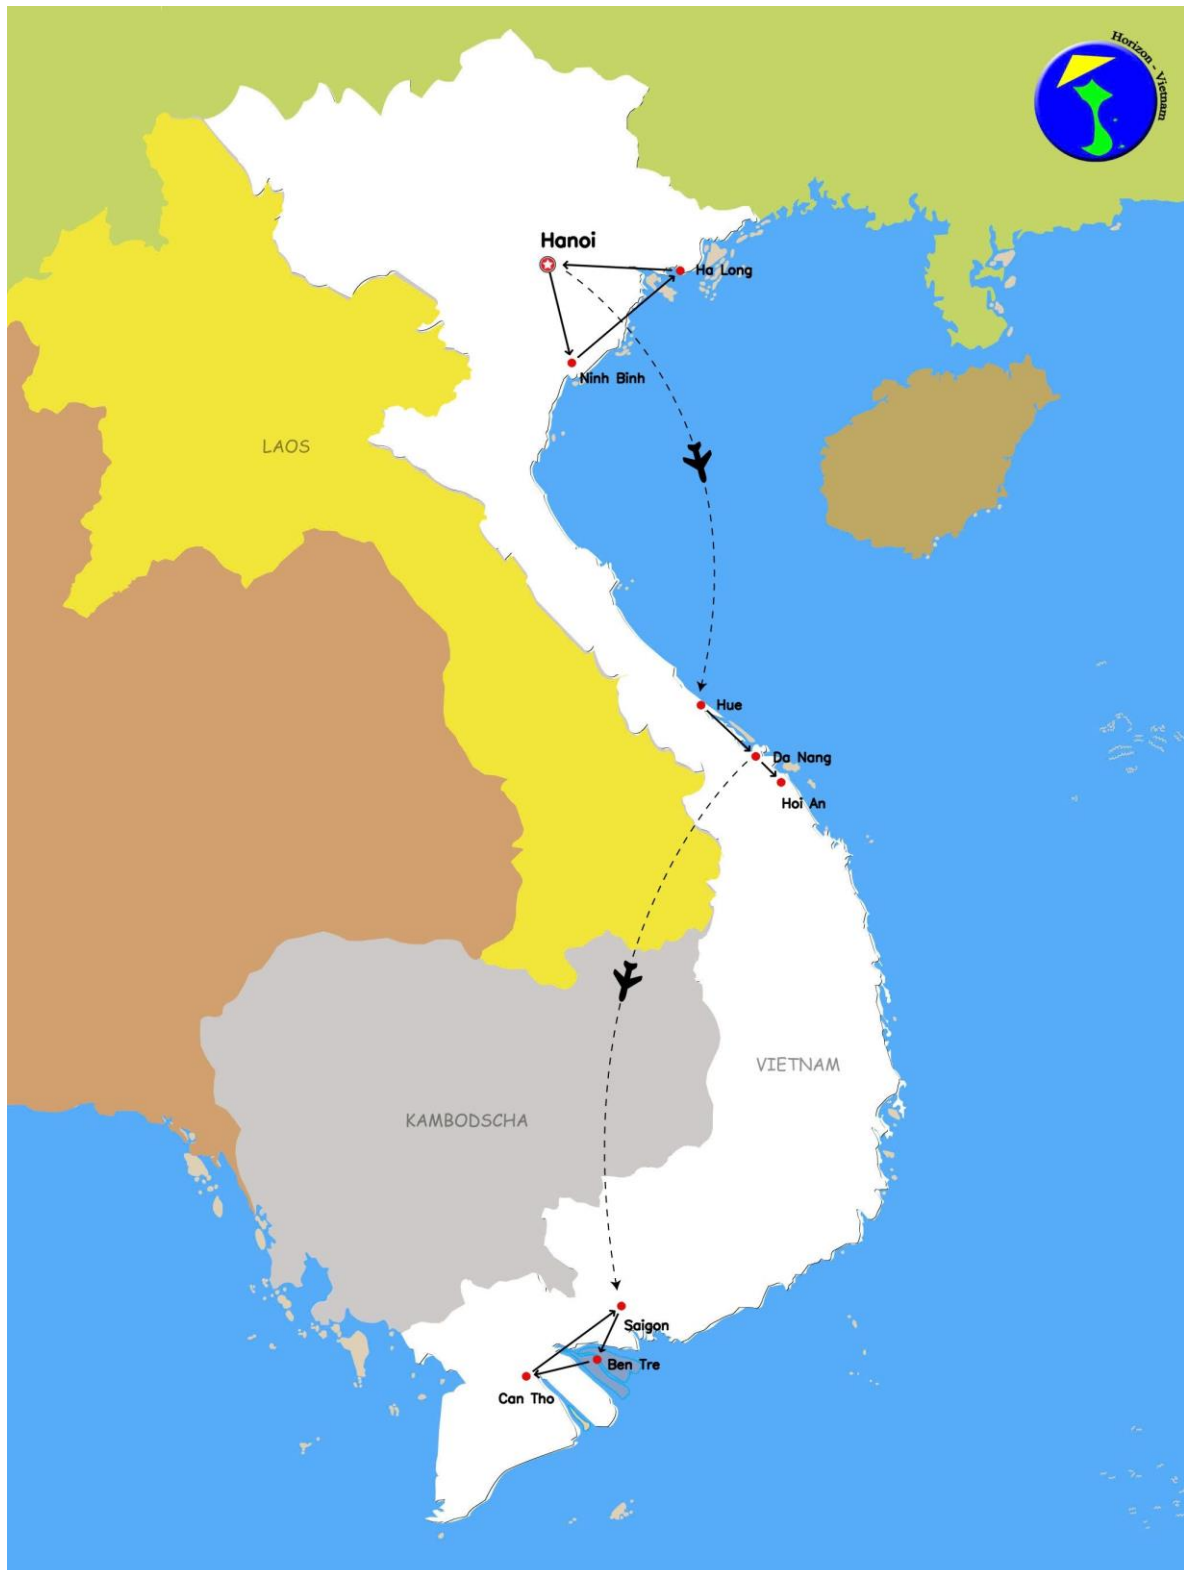 Horizon - Vietnam
Hanoi
Ha Long
Ninh Binh
LAOS
Hue
Da Nang
Hoi An
VIETNAM
KAMBODSCHA
Saigon
Ben Tre
Can Tho